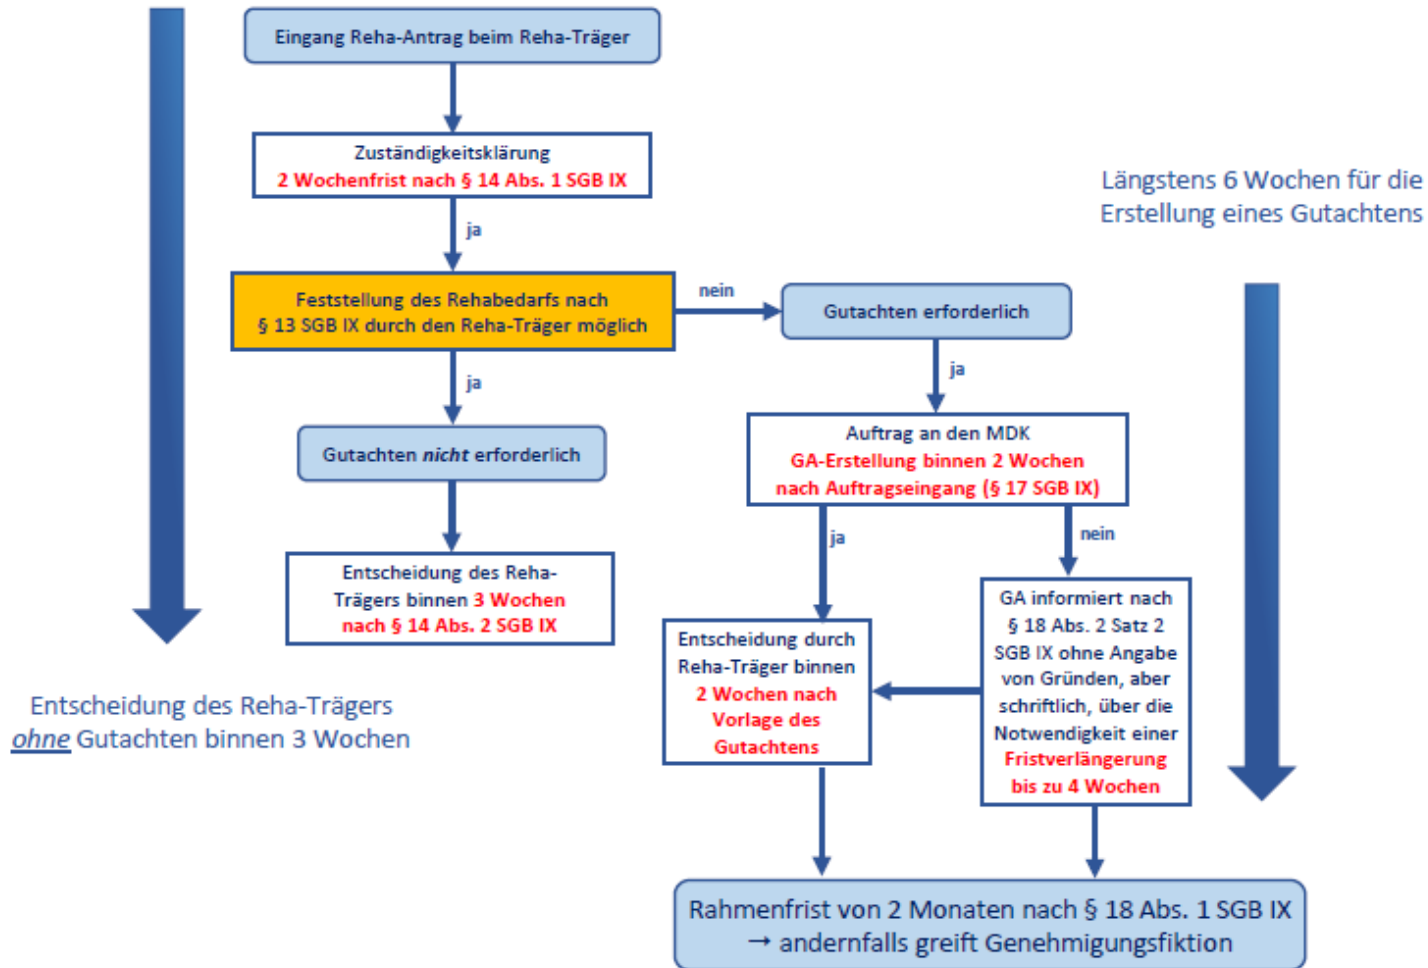 Eingang Reha-Antrag beim Reha-Träger
Zuständigkeitsklärung
2 Wochenfrist nach § 14 Abs. 1 SGB IX
Längstens 6 Wochen für die
Erstellung eines Gutachtens
ja
Feststellung des Rehabedarfs nach
§ 13 SGB IX durch den Reha-Träger möglich
nein
Gutachten erforderlich
ja
ja
Gutachten nicht erforderlich
Auftrag an den MDK
GA-Erstellung binnen 2 Wochen
nach Auftragseingang (§ 17 SGB IX)
ja
nein
Entscheidung des Reha-
Trägers binnen 3 Wochen
nach § 14 Abs. 2 SGB IX
Entscheidung durch
Reha-Träger binnen
2 Wochen nach
Vorlage des
Gutachtens
GA informiert nach
§ 18 Abs. 2 Satz 2
SGB IX ohne Angabe
von Gründen, aber
schriftlich, über die
Notwendigkeit einer
Fristverlängerung
bis zu 4 Wochen
Entscheidung des Reha-Trägers
ohne Gutachten binnen 3 Wochen
Rahmenfrist von 2 Monaten nach § 18 Abs. 1 SGB IX
→ andernfalls greift Genehmigungsfiktion